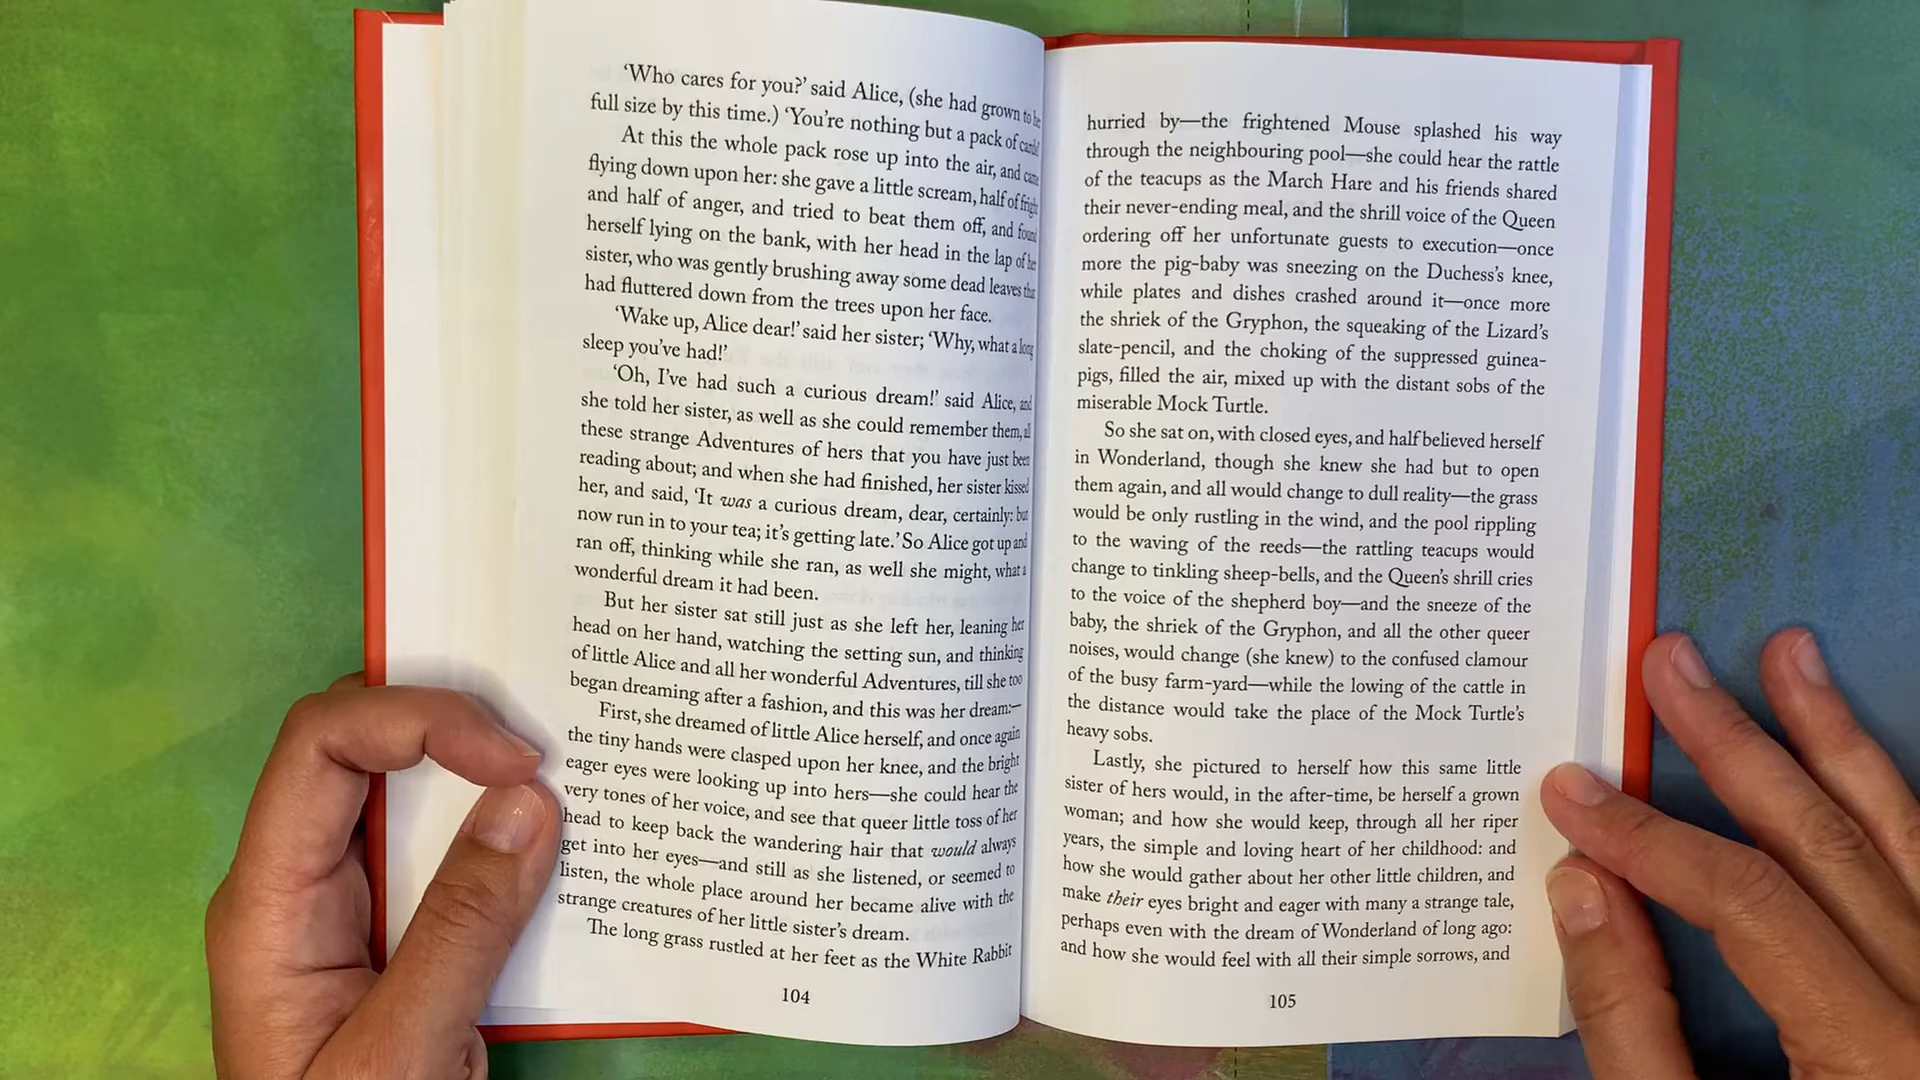 ‘Who cares for you?’ said Alice, (she had grown to
full size by this time.) ‘You’re nothing but a pack of cards!’
At this the whole pack rose up into the air, and came
flying down upon her: she gave a little scream, half of fright
and half of anger, and tried to beat them off, and found
herself lying on the bank, with her head in the lap of her
sister, who was gently brushing away some dead leaves that
had fluttered down from the trees upon her face.
‘Wake up, Alice dear!’ said her sister; ‘Why, what a long
sleep you’ve had!’
‘Oh, I’ve had such a curious dream!’ said Alice, and
she told her sister, as well as she could remember them, all
these strange Adventures of hers that you have just been
reading about; and when she had finished, her sister kissed
her, and said, ‘It was a curious dream, dear, certainly: but
now run in to your tea; it’s getting late.’ So Alice got up and
ran off, thinking while she ran, as well she might, what a
wonderful dream it had been.
But her sister sat still just as she left her, leaning her
head on her hand, watching the setting sun, and thinking
of little Alice and all her wonderful Adventures, till she too
began dreaming after a fashion, and this was her dream:—
First, she dreamed of little Alice herself, and once again
the tiny hands were clasped upon her knee, and the bright
eager eyes were looking up into hers—she could hear the
very tones of her voice, and see that queer little toss of her
head to keep back the wandering hair that would always
get into her eyes—and still as she listened, or seemed to
listen, the whole place around her became alive with the
strange creatures of her little sister’s dream.
The long grass rustled at her feet as the White Rabbit
104
hurried by—the frightened Mouse splashed his way
through the neighbouring pool—she could hear the rattle
of the teacups as the March Hare and his friends shared
their never-ending meal, and the shrill voice of the Queen
ordering off her unfortunate guests to execution—once
more the pig-baby was sneezing on the Duchess’s knee,
while plates and dishes crashed around it—once more
the shriek of the Gryphon, the squeaking of the Lizard’s
slate-pencil, and the choking of the suppressed guinea-
pigs, filled the air, mixed up with the distant sobs of the
miserable Mock Turtle.
So she sat on, with closed eyes, and half believed herself
in Wonderland, though she knew she had but to open
them again, and all would change to dull reality—the grass
would be only rustling in the wind, and the pool rippling
to the waving of the reeds—the rattling teacups would
change to tinkling sheep-bells, and the Queen’s shrill cries
to the voice of the shepherd boy—and the sneeze of the
baby, the shriek of the Gryphon, and all the other queer
noises, would change (she knew) to the confused clamour
of the busy farm-yard—while the lowing of the cattle in
the distance would take the place of the Mock Turtle’s
heavy sobs.
Lastly, she pictured to herself how this same little
sister of hers would, in the after-time, be herself a grown
woman; and how she would keep, through all her riper
years, the simple and loving heart of her childhood: and
how she would gather about her other little children, and
make their eyes bright and eager with many a strange tale,
perhaps even with the dream of Wonderland of long ago:
and how she would feel with all their simple sorrows, and
105